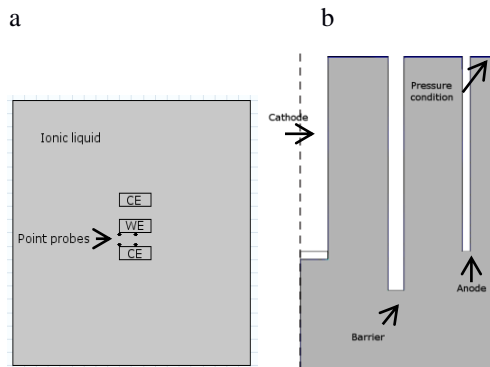 a
b
Ionic liquid
CE
WE
Point probes
CE
Pressure
condition
Cathode
Anode
Barrier